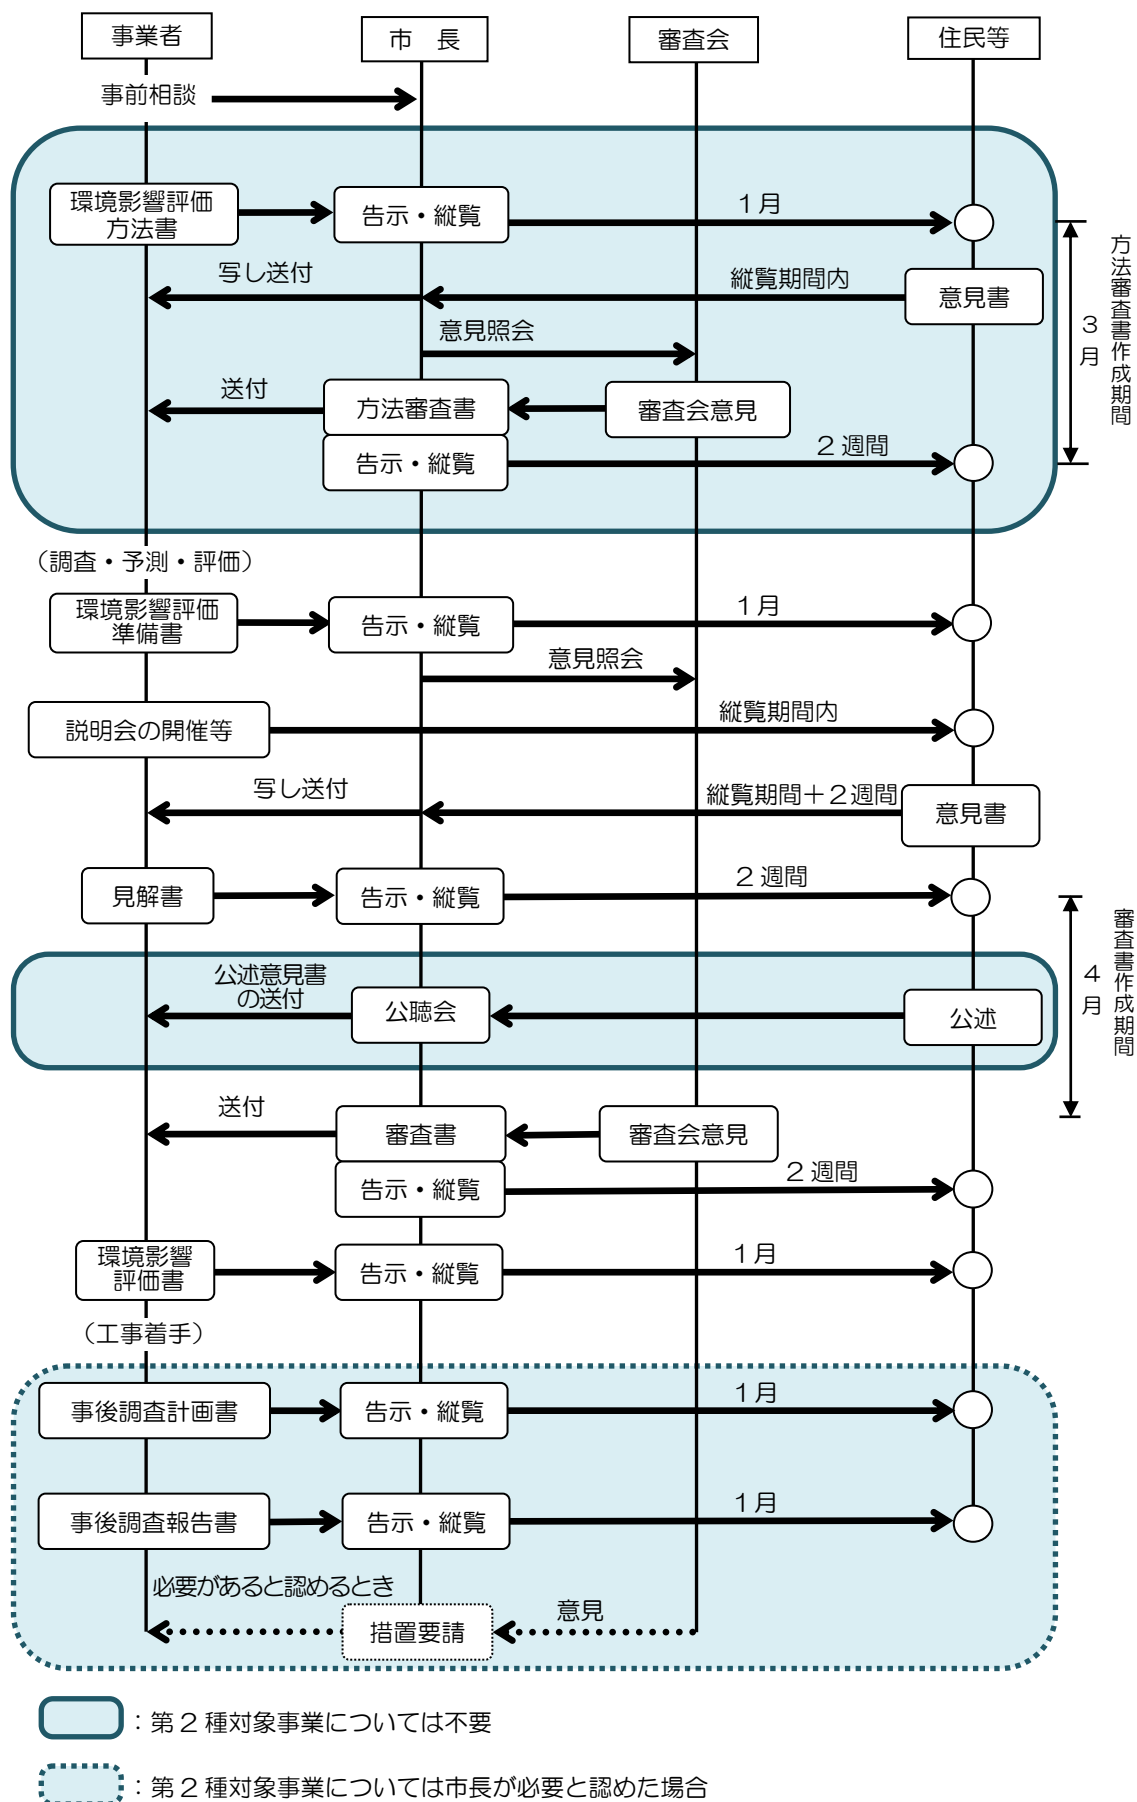 事業者
市　長
審査会
住民等
事前相談
環境影響評価
方法書
告示・縦覧
1月
写し送付
縦覧期間内
意見書
意見照会
送付
方法審査書
審査会意見
告示・縦覧
2週間
方法審査書作成期間
3月
（調査・予測・評価）
環境影響評価
準備書
告示・縦覧
1月
意見照会
説明会の開催等
縦覧期間内
写し送付
縦覧期間＋2週間
意見書
見解書
告示・縦覧
2週間
審査書作成期間
4月
公述意見書
の送付
公聴会
公述
送付
審査書
審査会意見
告示・縦覧
2週間
環境影響
評価書
告示・縦覧
1月
（工事着手）
事後調査計画書
告示・縦覧
1月
事後調査報告書
告示・縦覧
1月
必要があると認めるとき
措置要請
意見
：第2種対象事業については不要
：第2種対象事業については市長が必要と認めた場合